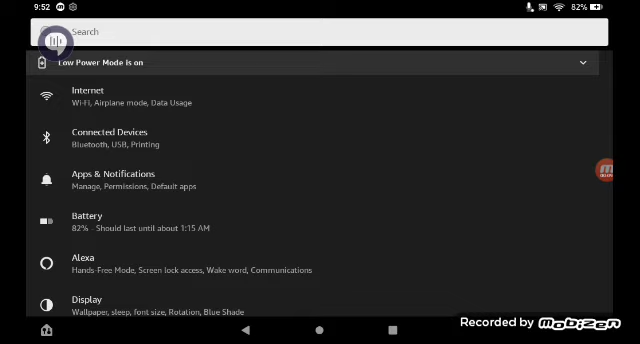 9:52
82%
Search
Low Power Mode is on
Internet
Wi-Fi, Airplane mode, Data Usage
Connected Devices
Bluetooth, USB, Printing
Apps & Notifications
Manage, Permissions, Default apps
Battery
82% - Should last until about 1:15 AM
Alexa
Hands-Free Mode, Screen lock access, Wake word, Communications
Display
Wallpaper, sleep, font size, Rotation, Blue Shade
Recorded by Mobizen